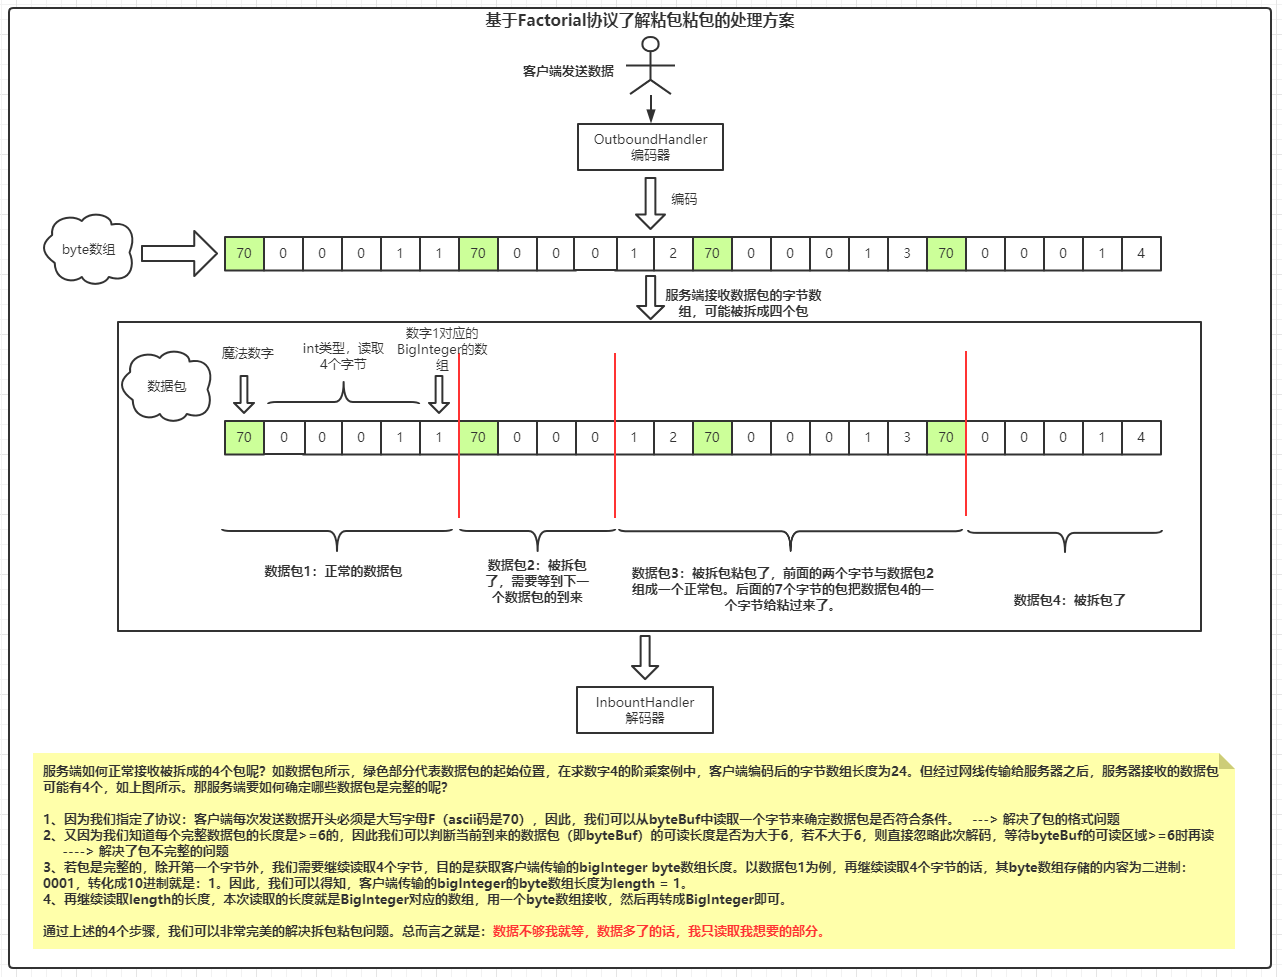 基于Factorial协议了解粘包粘包的处理方案
客户端发送数据
OutboundHandler
编码器
编码
byte数组
70 0 0 0 1 1 70 0 0 0 1 2 70 0 0 0 1 3 70 0 0 0 1 4
服务端接收数据包的字节数
组，可能被拆成四个包
数据包
魔法数字
int类型，读取
4个字节
数字1对应的
BigInteger的数
组
70 0 0 0 1 1 70 0 0 0 1 2 70 0 0 0 1 3 70 0 0 0 1 4
数据包1：正常的数据包
数据包2：被拆包
了，需要等到下一
个数据包的到来
数据包3：被拆包粘包了，前面的两个字节与数据包2
组成一个正常包。后面的7个字节的包把数据包4的一
个字节给粘过来了。
数据包4：被拆包了
InbountHandler
解码器
服务端如何正常接收被拆成的4个包呢？如数据包所示，绿色部分代表数据包的起始位置，在求数字4的阶乘案例中，客户端编码后的字节数组长度为24。但经过网线传输给服务器之后，服务器接收的数据包
可能有4个，如上图所示。那服务端要如何确定哪些数据包是完整的呢？
1、因为我们指定了协议：客户端每次发送数据开头必须是大写字母F（ascii码是70），因此，我们可以从byteBuf中读取一个字节来确定数据包是否符合条件。 ---> 解决了包的格式问题
2、又因为我们知道每个完整数据包的长度是>=6的，因此我们可以判断当前到来的数据包（即byteBuf）的可读长度是否为大于6，若不大于6，则直接忽略此次解码，等待byteBuf的可读区域>=6时再读
----> 解决了包不完整的问题
3、若包是完整的，除开第一个字节外，我们需要继续读取4个字节，目的是获取客户端传输的bigInteger byte数组长度。以数据包1为例，再继续读取4个字节的话，其byte数组存储的内容为二进制：
0001，转化成10进制就是：1。因此，我们可以得知，客户端传输的bigInteger的byte数组长度为length = 1。
4、再继续读取length的长度，本次读取的长度就是BigInteger对应的数组，用一个byte数组接收，然后再转成BigInteger即可。
通过上述的4个步骤，我们可以非常完美的解决拆包粘包问题。总而言之就是：数据不够我就等，数据多了的话，我只读取我想要的部分。